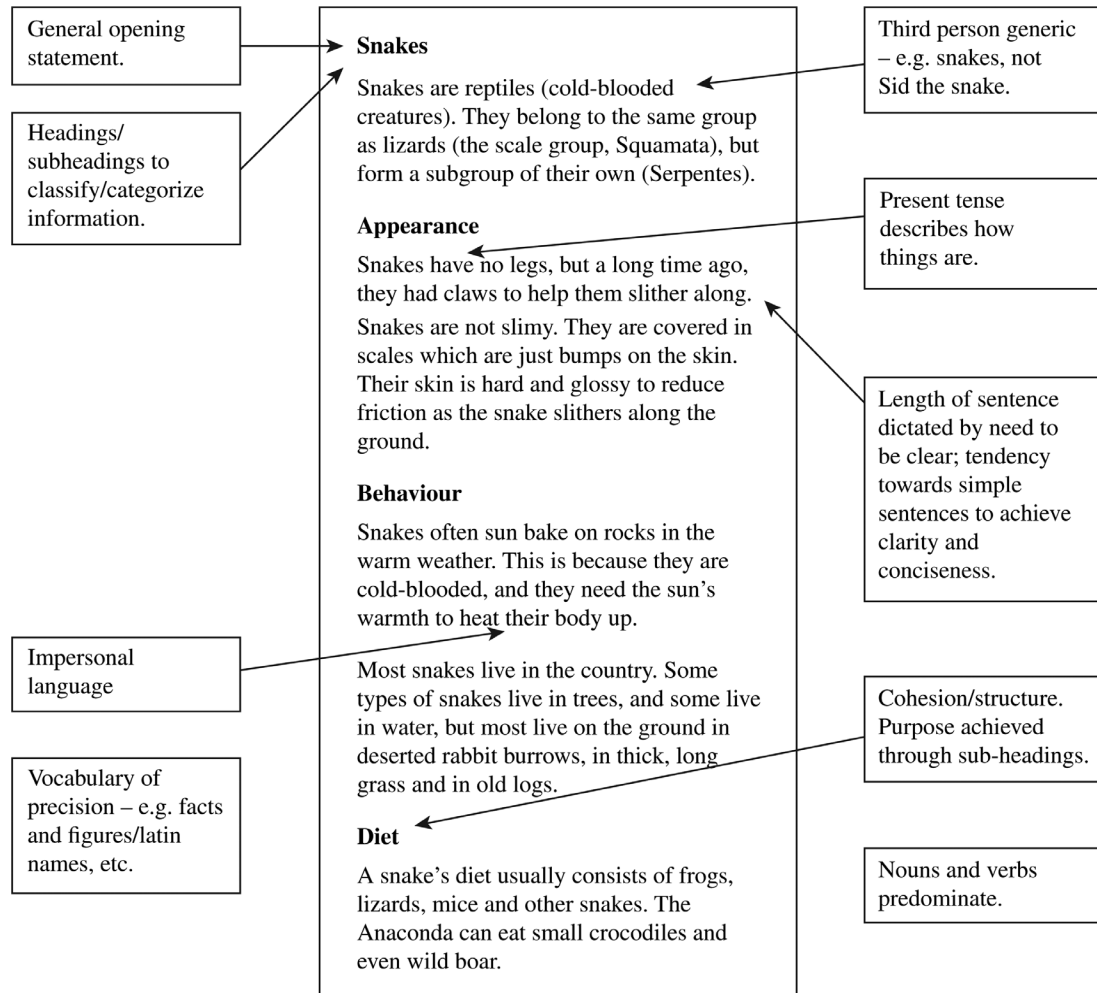 General opening
statement.
Headings/
subheadings to
classify/categorize
information.
Impersonal
language
Vocabulary of
precision – e.g. facts
and figures/latin
names, etc.
Snakes
Snakes are reptiles (cold-blooded
creatures). They belong to the same group
as lizards (the scale group, Squamata), but
form a subgroup of their own (Serpentes).
Appearance
Snakes have no legs, but a long time ago,
they had claws to help them slither along.
Snakes are not slimy. They are covered in
scales which are just bumps on the skin.
Their skin is hard and glossy to reduce
friction as the snake slithers along the
ground.
Behaviour
Snakes often sun bake on rocks in the
warm weather. This is because they are
cold-blooded, and they need the sun’s
warmth to heat their body up.
Most snakes live in the country. Some
types of snakes live in trees, and some live
in water, but most live on the ground in
deserted rabbit burrows, in thick, long
grass and in old logs.
Diet
A snake’s diet usually consists of frogs,
lizards, mice and other snakes. The
Anaconda can eat small crocodiles and
even wild boar.
Third person generic
– e.g. snakes, not
Sid the snake.
Present tense
describes how
things are.
Length of sentence
dictated by need to
be clear; tendency
towards simple
sentences to achieve
clarity and
conciseness.
Cohesion/structure.
Purpose achieved
through sub-headings.
Nouns and verbs
predominate.